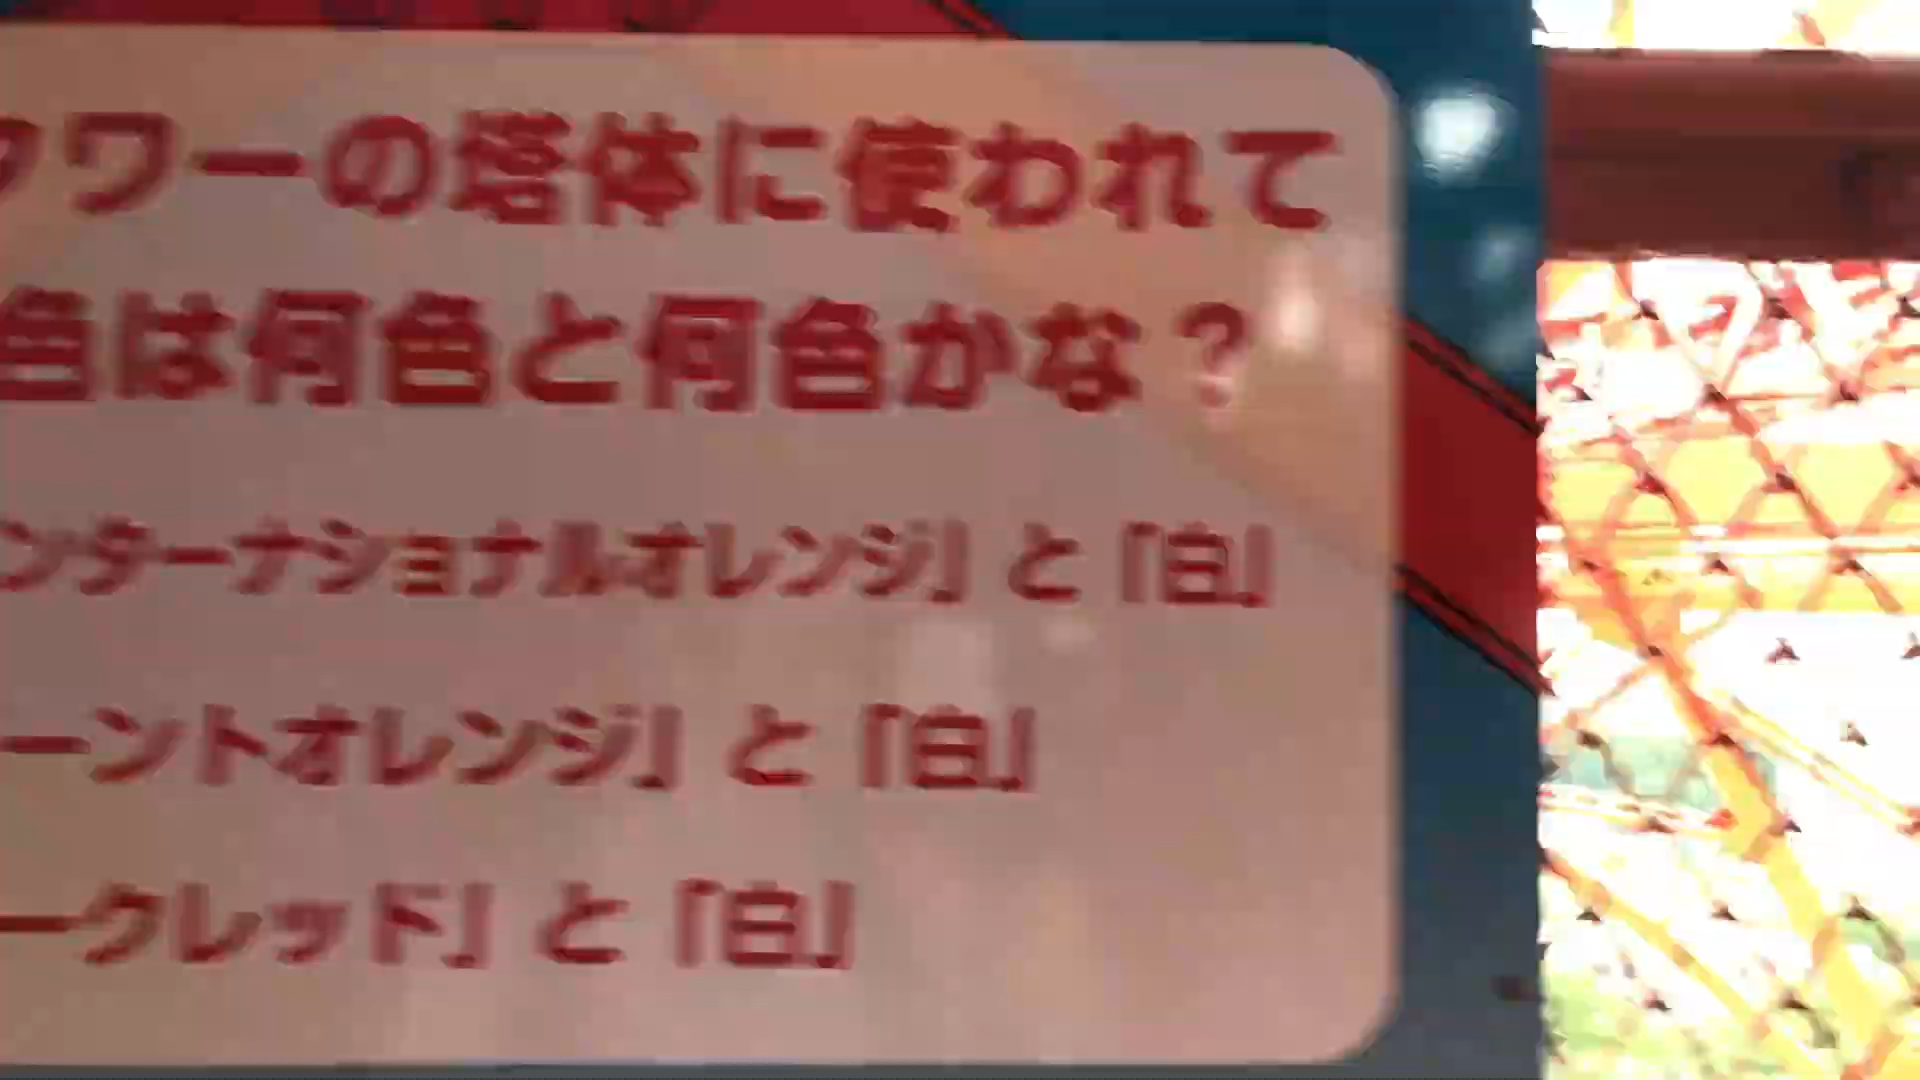 タワーの塔体に使われて
色は何色と何色かな？
ンターナショナルオレンジ」と「白」
ーントオレンジ」と「白」
ークレッド」と「白」